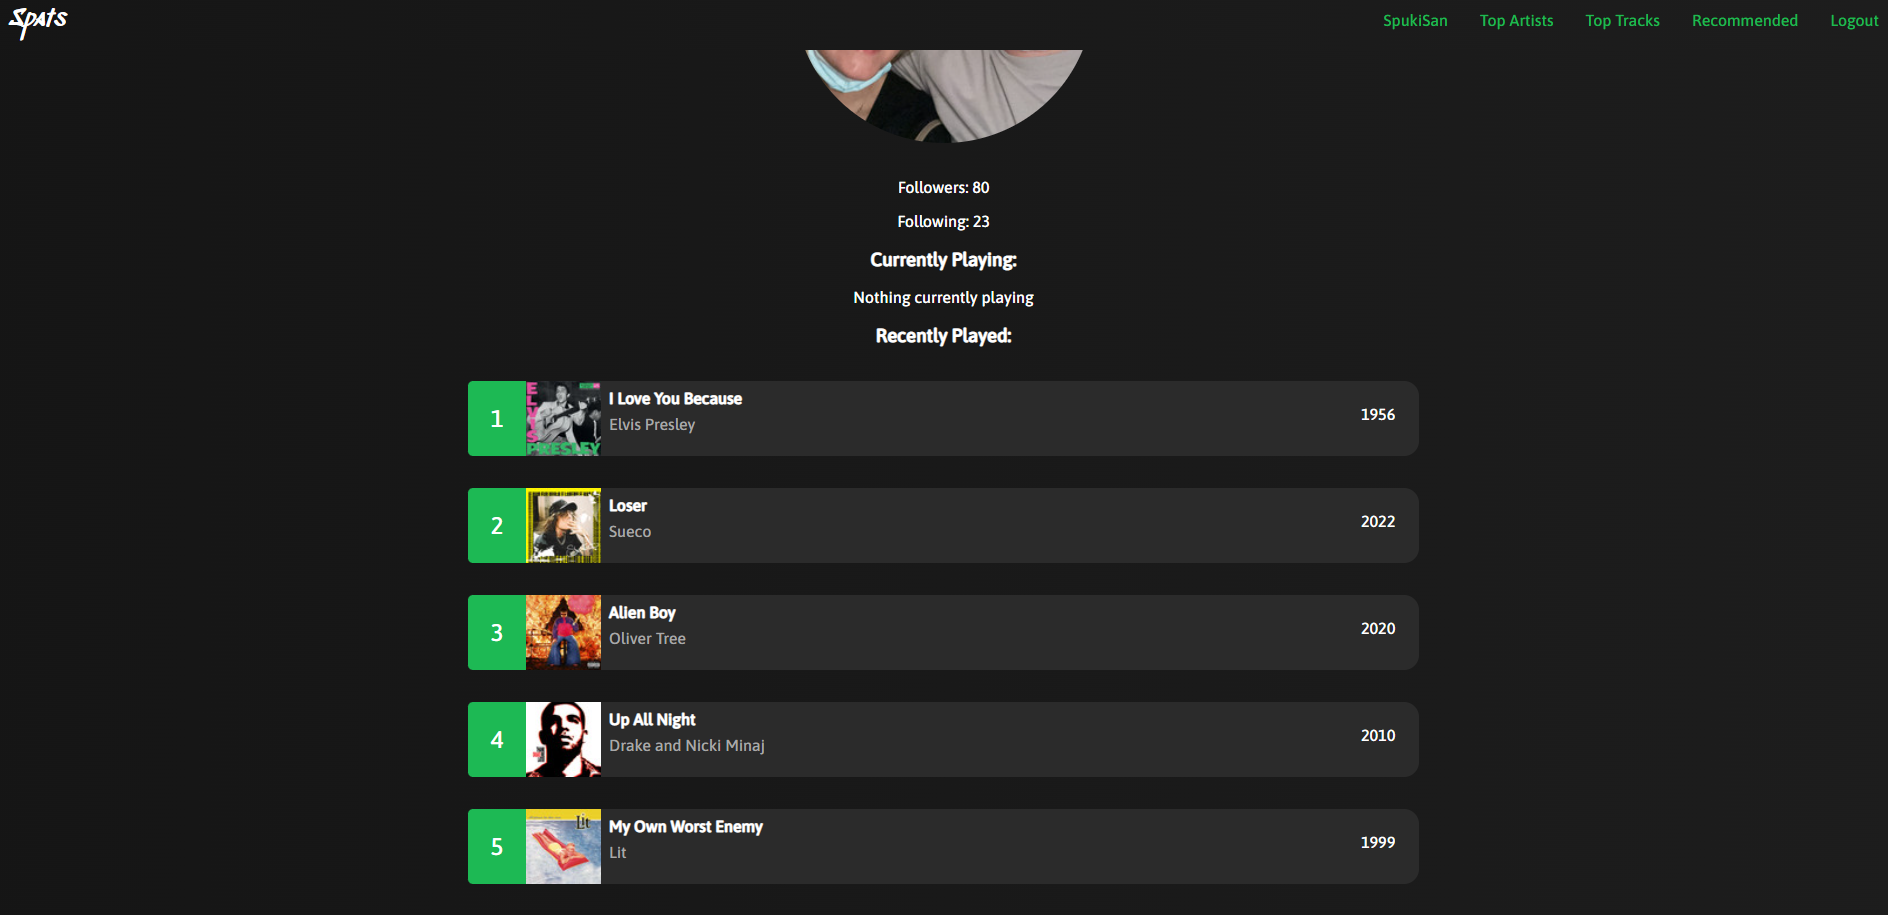 Spats
SpukiSan Top Artists Top Tracks Recommended Logout
Followers: 80
Following: 23
Currently Playing:
Nothing currently playing
Recently Played:
1
ELVIS
PRESLEY
I Love You Because
Elvis Presley
1956
2
Loser
Sueco
2022
3
Alien Boy
Oliver Tree
2020
4
Up All Night
Drake and Nicki Minaj
2010
5
Lit
My Own Worst Enemy
Lit
1999